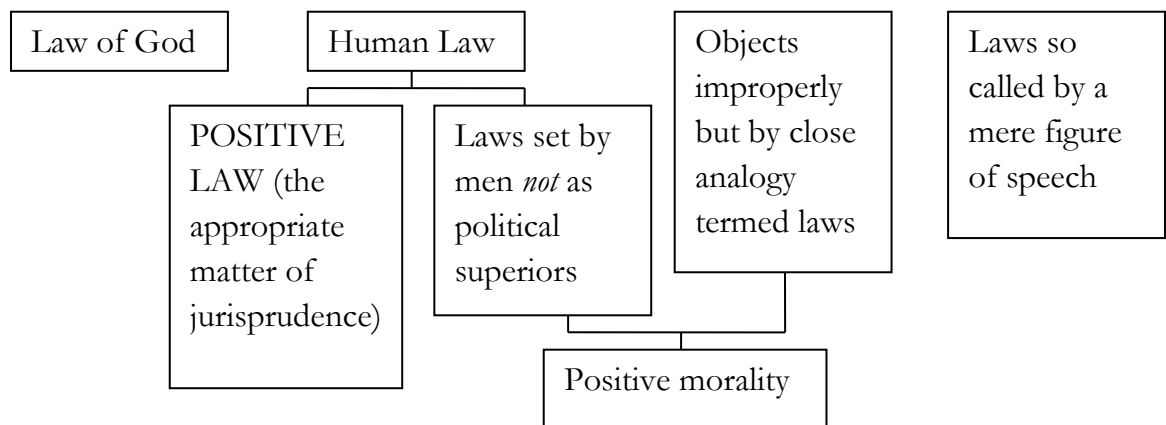 Law of God
Human Law
POSITIVE
LAW (the
appropriate
matter of
jurisprudence)
Laws set by
men not as
political
superiors
Objects
improperly
but by close
analogy
termed laws
Laws so
called by a
mere figure
of speech
Positive morality